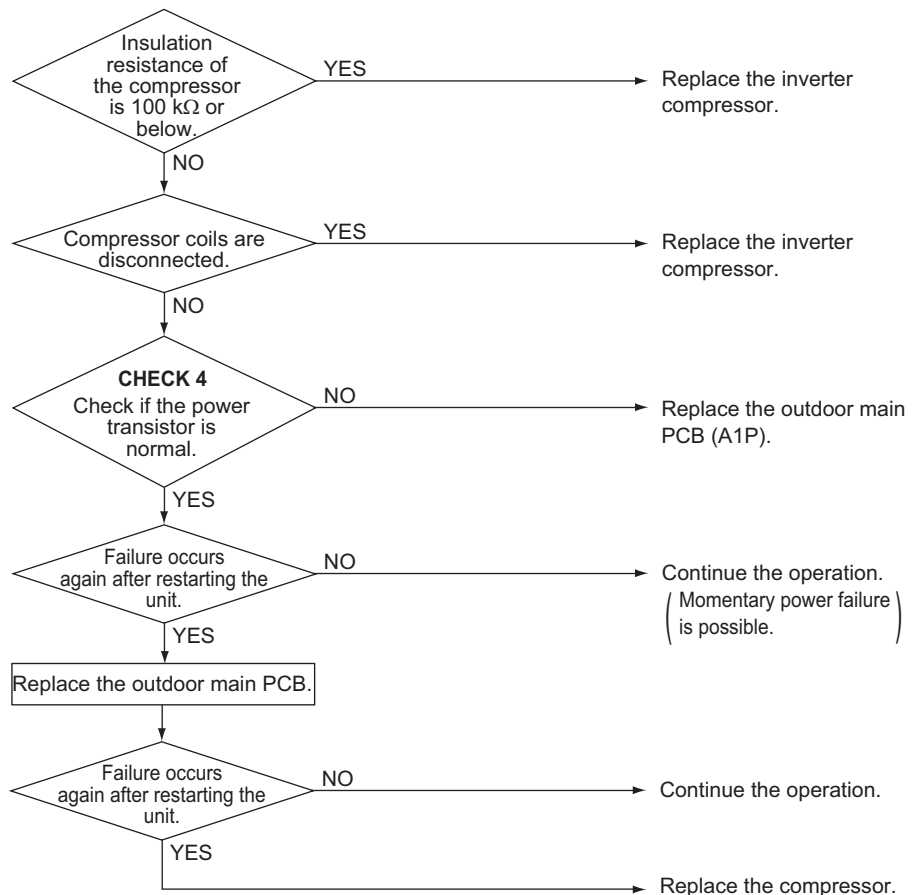 Insulation
resistance of
the compressor
is 100 kΩ or
below.
YES
Replace the inverter
compressor.
NO
Compressor coils are
disconnected.
YES
Replace the inverter
compressor.
NO
CHECK 4
Check if the power
transistor is
normal.
NO
Replace the outdoor main
PCB (A1P).
YES
Failure occurs
again after restarting the
unit.
NO
Continue the operation.
( Momentary power failure
is possible. )
YES
Replace the outdoor main PCB.
Failure occurs
again after restarting the
unit.
NO
Continue the operation.
YES
Replace the compressor.